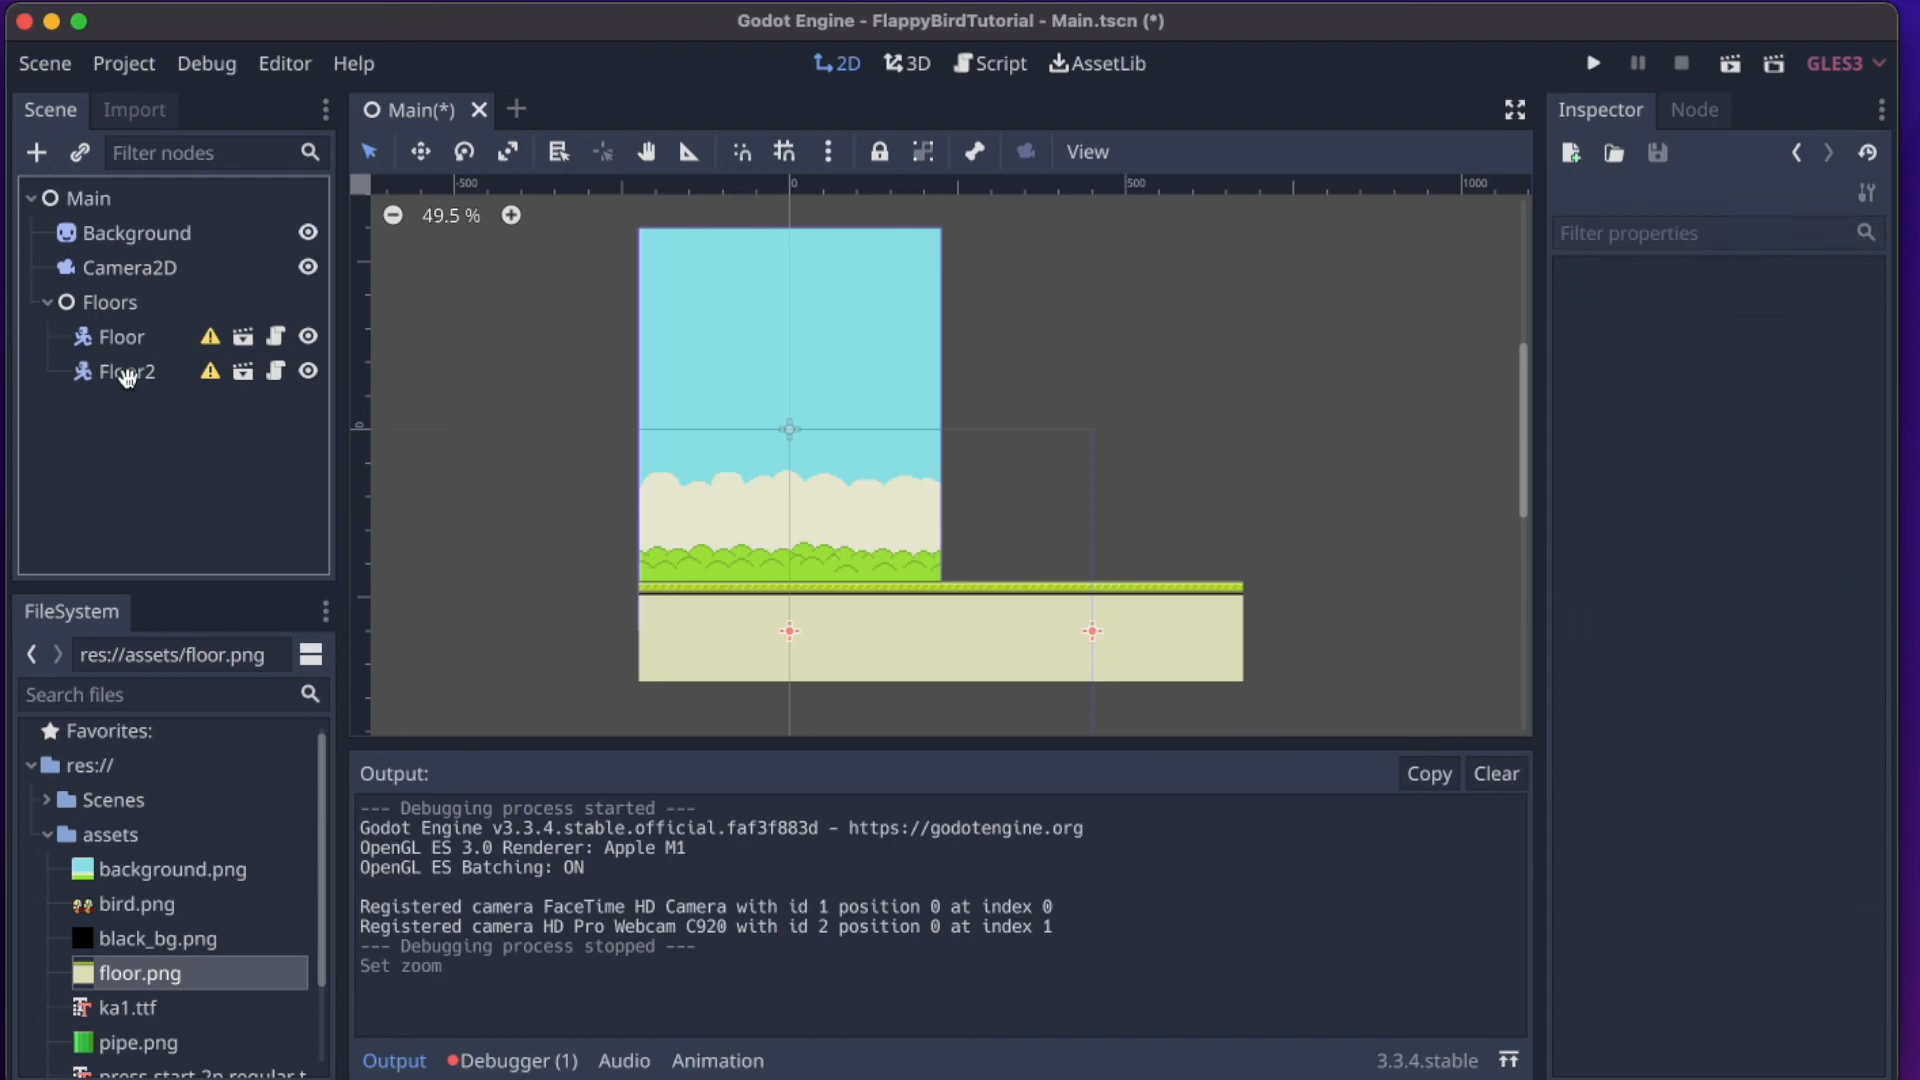 Godot Engine - FlappyBirdTutorial - Main.tscn (*)
Scene Project Debug Editor Help
2D 3D Script AssetLib
GLES3
Scene Import
Main(*)
Inspector Node
Filter nodes
View
-500 0 500 1000
49.5 %
Filter properties
Main
Background
Camera2D
Floors
Floor
Floor2
0
FileSystem
res://assets/floor.png
Search files
Favorites:
res://
Scenes
assets
background.png
bird.png
black_bg.png
floor.png
ka1.ttf
pipe.png
Output:
Copy Clear
--- Debugging process started ---
Godot Engine v3.3.4.stable.official.faf3f883d - https://godotengine.org
OpenGL ES 3.0 Renderer: Apple M1
OpenGL ES Batching: ON
Registered camera FaceTime HD Camera with id 1 position 0 at index 0
Registered camera HD Pro Webcam C920 with id 2 position 0 at index 1
--- Debugging process stopped ---
Set zoom
Output Debugger (1) Audio Animation
3.3.4.stable